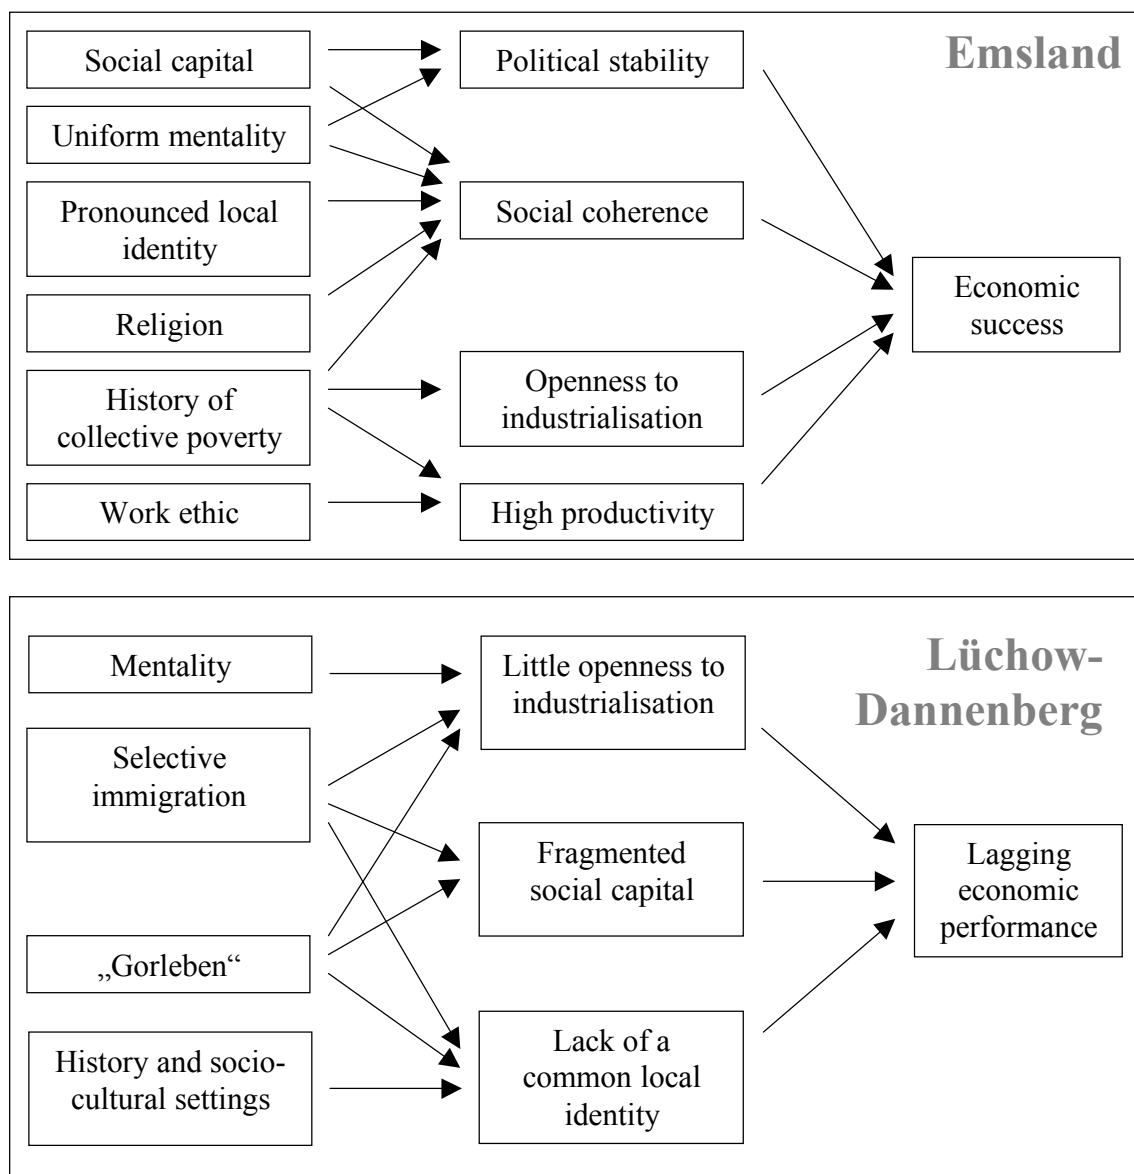 Emsland
Social capital
Political stability
Uniform mentality
Pronounced local
identity
Social coherence
Religion
Economic
success
History of
collective poverty
Openness to
industrialisation
Work ethic
High productivity
Lüchow-
Dannenberg
Mentality
Little openness to
industrialisation
Selective
immigration
Fragmented
social capital
Lagging
economic
performance
„Gorleben“
History and socio-
cultural settings
Lack of a
common local
identity